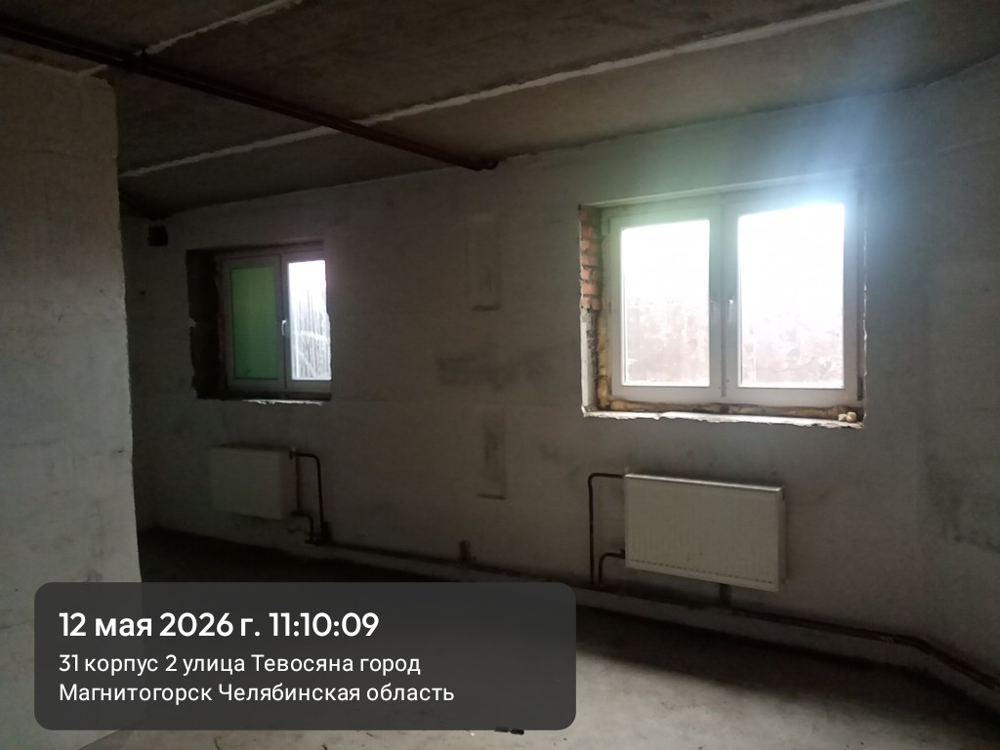 12 мая 2026 г. 11:10:09
31 корпус 2 улица Тевосяна город
Магнитогорск Челябинская область